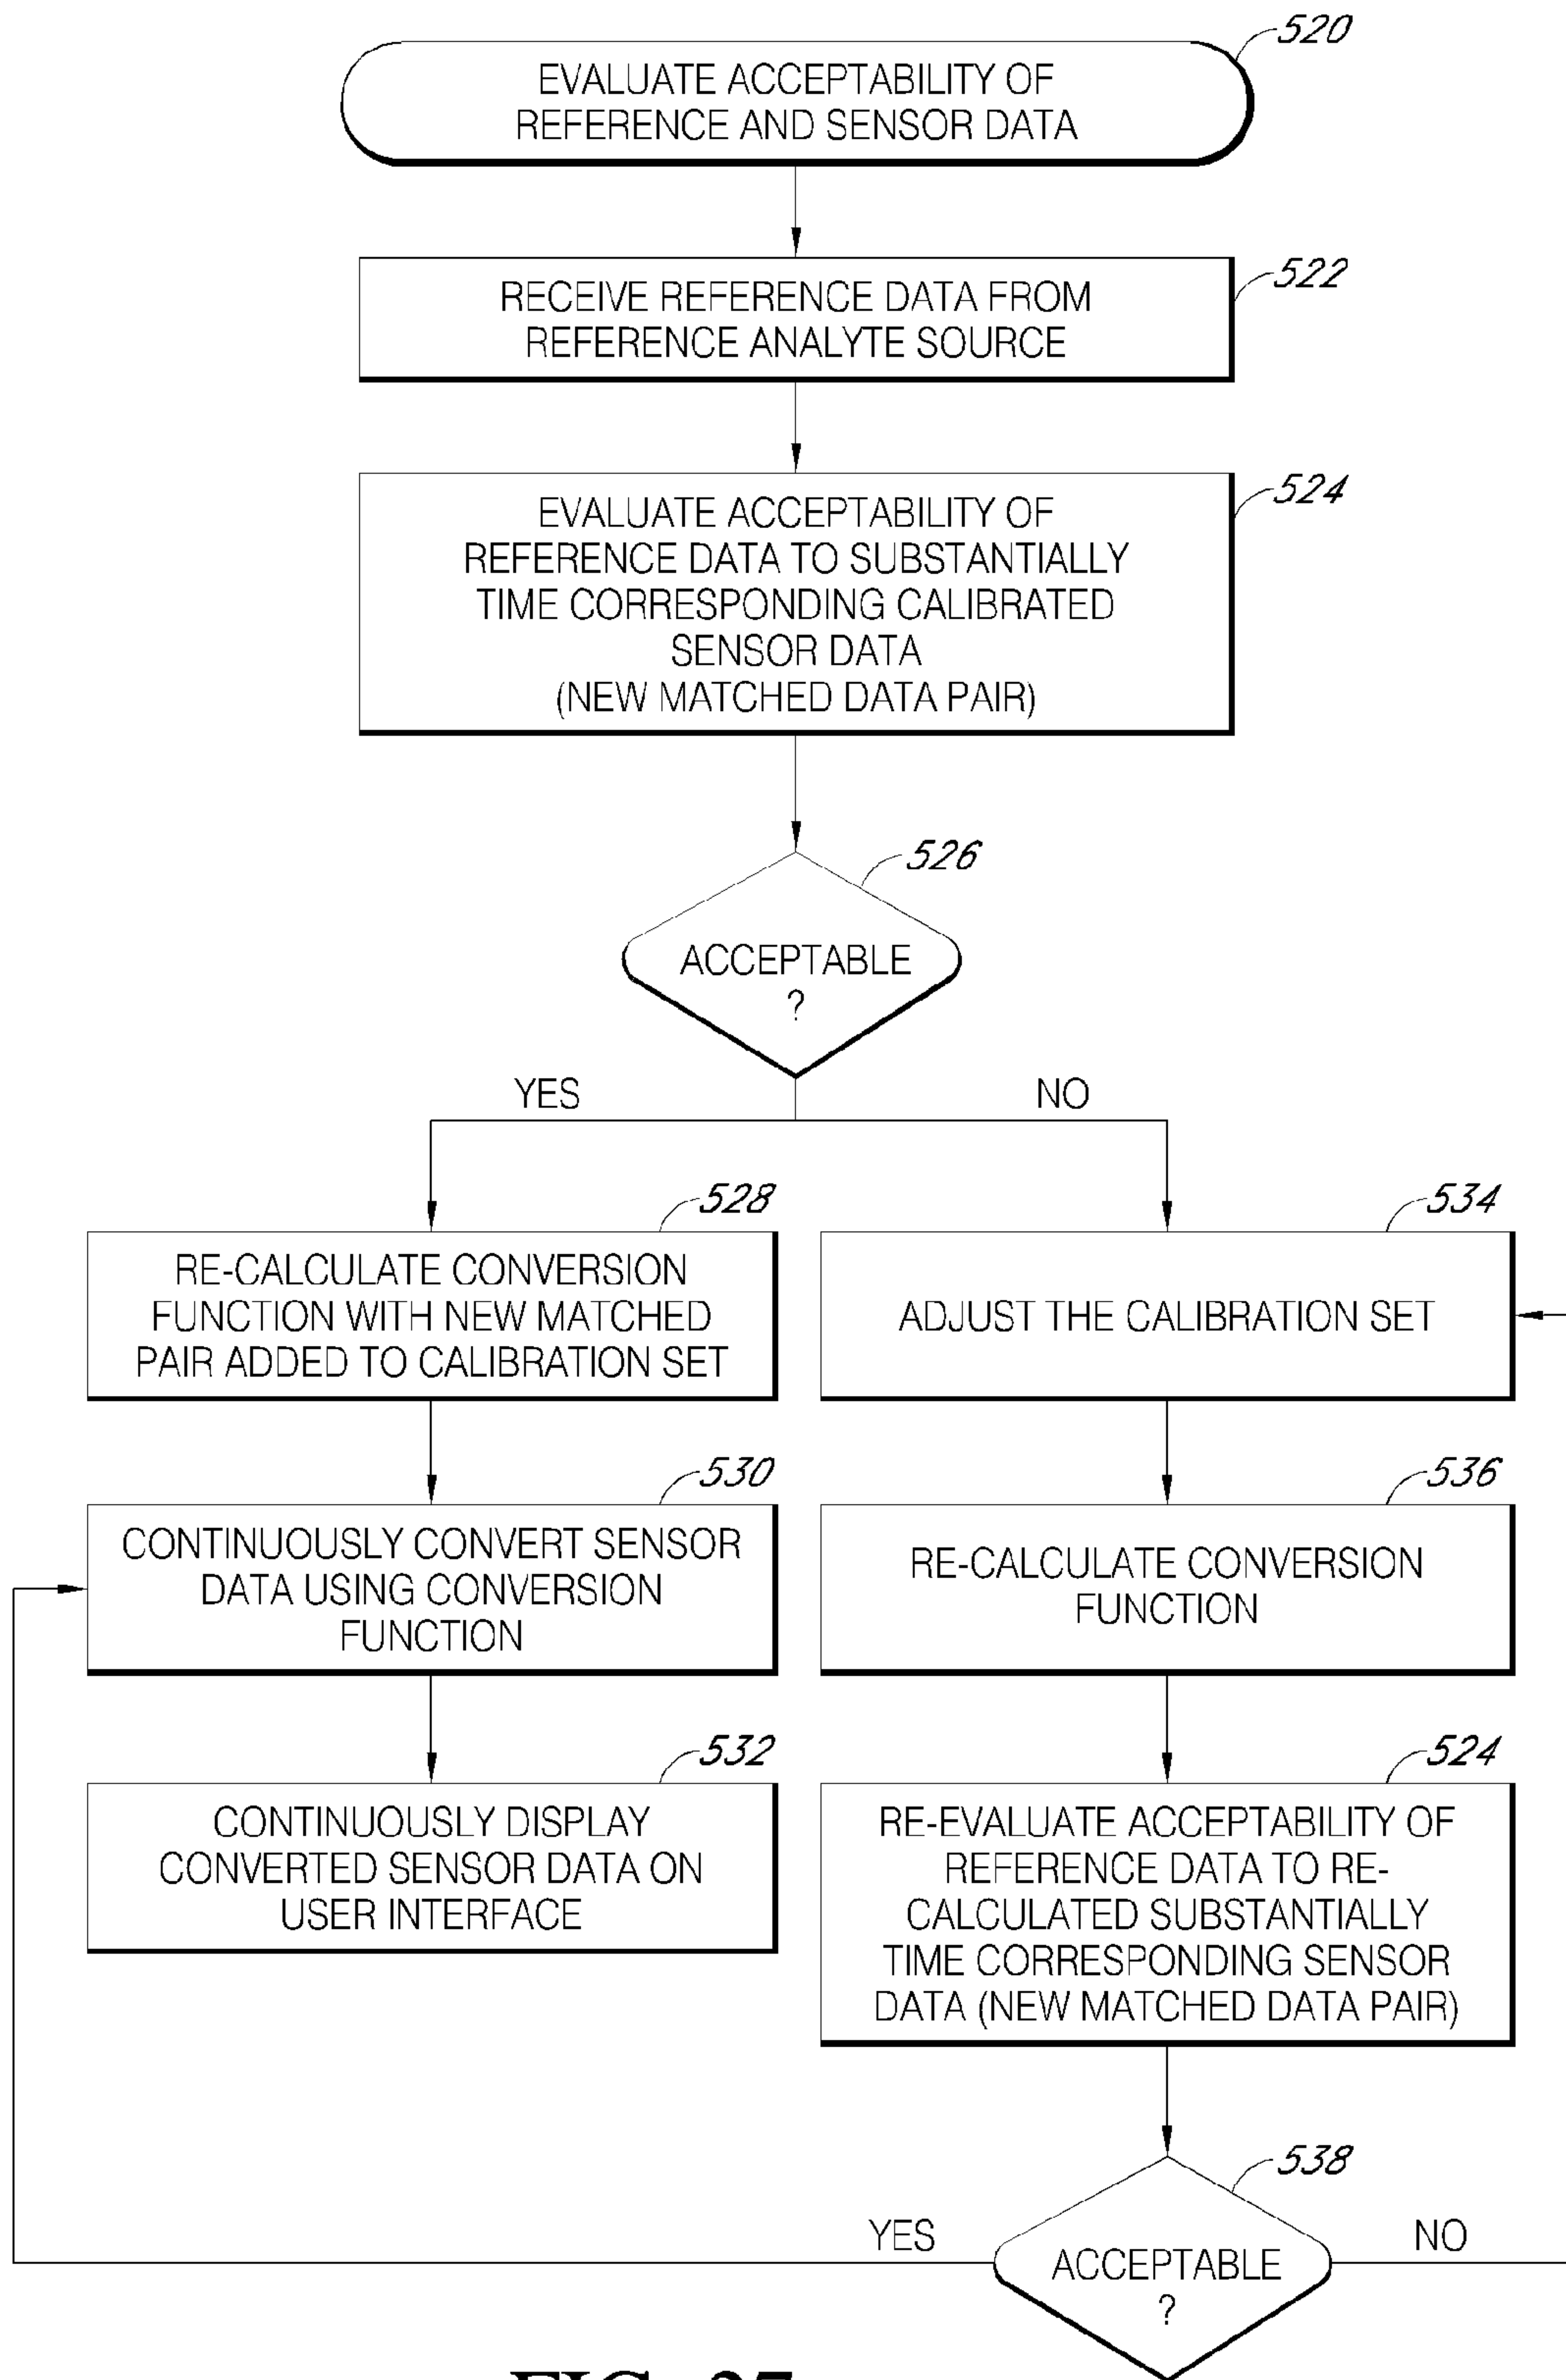 520
EVALUATE ACCEPTABILITY OF
REFERENCE AND SENSOR DATA
522
RECEIVE REFERENCE DATA FROM
REFERENCE ANALYTE SOURCE
524
EVALUATE ACCEPTABILITY OF
REFERENCE DATA TO SUBSTANTIALLY
TIME CORRESPONDING CALIBRATED
SENSOR DATA
(NEW MATCHED DATA PAIR)
526
ACCEPTABLE
?
YES
NO
528
RE-CALCULATE CONVERSION
FUNCTION WITH NEW MATCHED
PAIR ADDED TO CALIBRATION SET
534
ADJUST THE CALIBRATION SET
530
CONTINUOUSLY CONVERT SENSOR
DATA USING CONVERSION
FUNCTION
536
RE-CALCULATE CONVERSION
FUNCTION
532
CONTINUOUSLY DISPLAY
CONVERTED SENSOR DATA ON
USER INTERFACE
524
RE-EVALUATE ACCEPTABILITY OF
REFERENCE DATA TO RE-
CALCULATED SUBSTANTIALLY
TIME CORRESPONDING SENSOR
DATA (NEW MATCHED DATA PAIR)
538
YES
ACCEPTABLE
?
NO